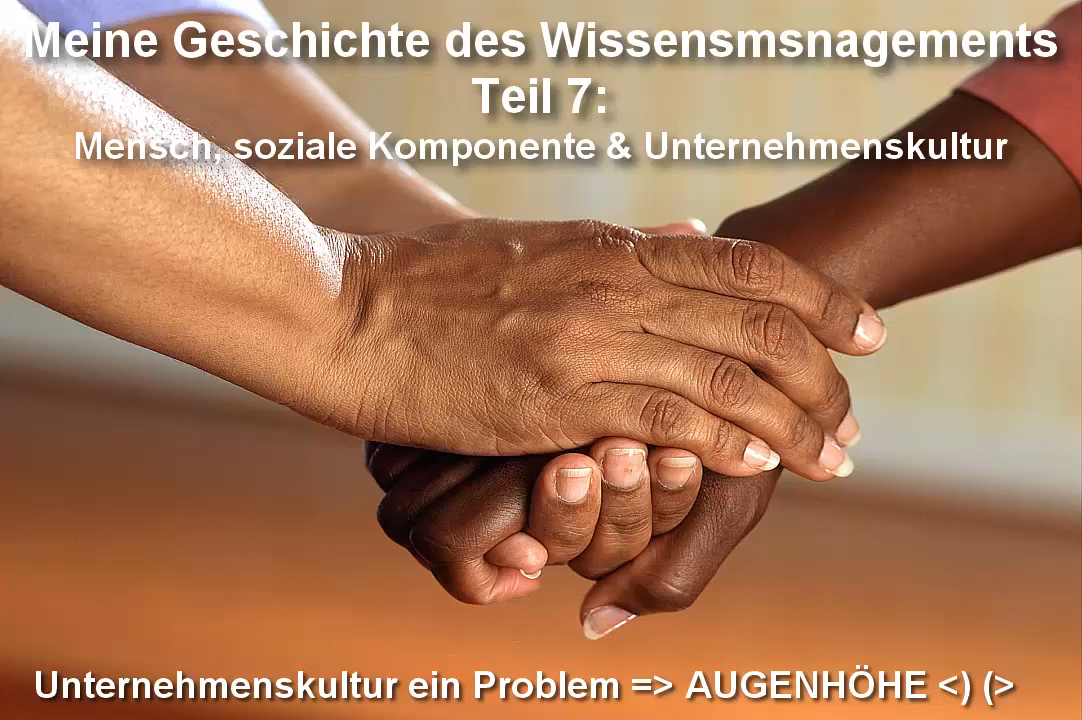 Meine Geschichte des Wissensmsnagements
Teil 7:
Mensch, soziale Komponente & Unternehmenskultur
Unternehmenskultur ein Problem => AUGENHÖHE <) (>